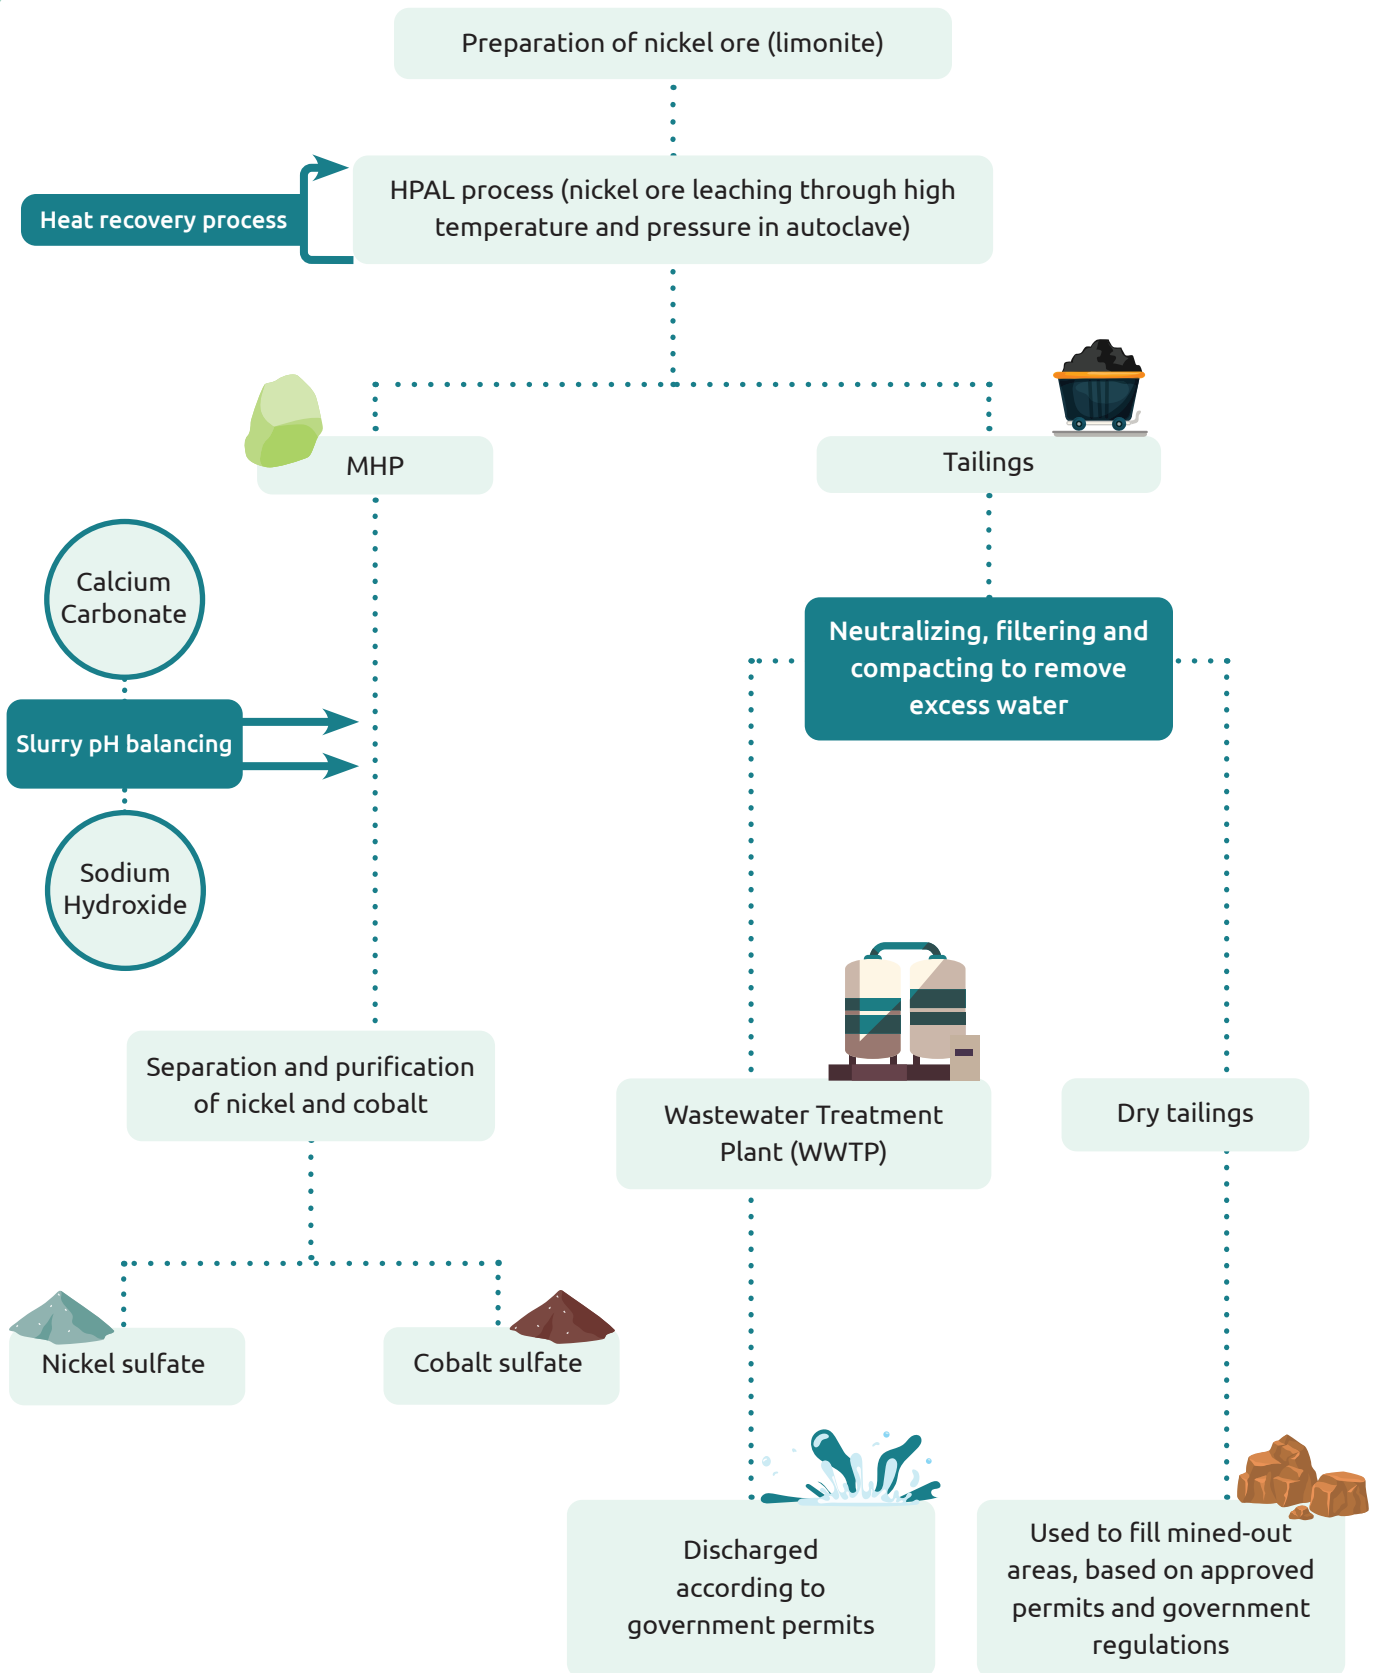 Preparation of nickel ore (limonite)
HPAL process (nickel ore leaching through high
temperature and pressure in autoclave)
Heat recovery process
MHP
Tailings
Calcium
Carbonate
Slurry pH balancing
Sodium
Hydroxide
Neutralizing, filtering and
compacting to remove
excess water
Separation and purification
of nickel and cobalt
Wastewater Treatment
Plant (WWTP)
Dry tailings
Nickel sulfate
Cobalt sulfate
Discharged
according to
government permits
Used to fill mined-out
areas, based on approved
permits and government
regulations